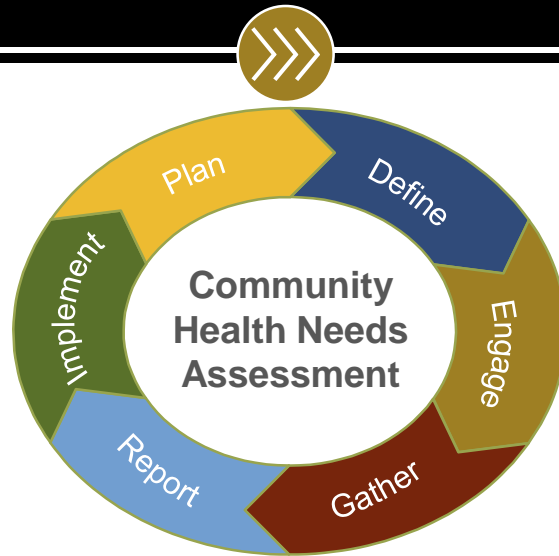 Plan
Define
Engage
Gather
Report
Implement
Community
Health Needs
Assessment